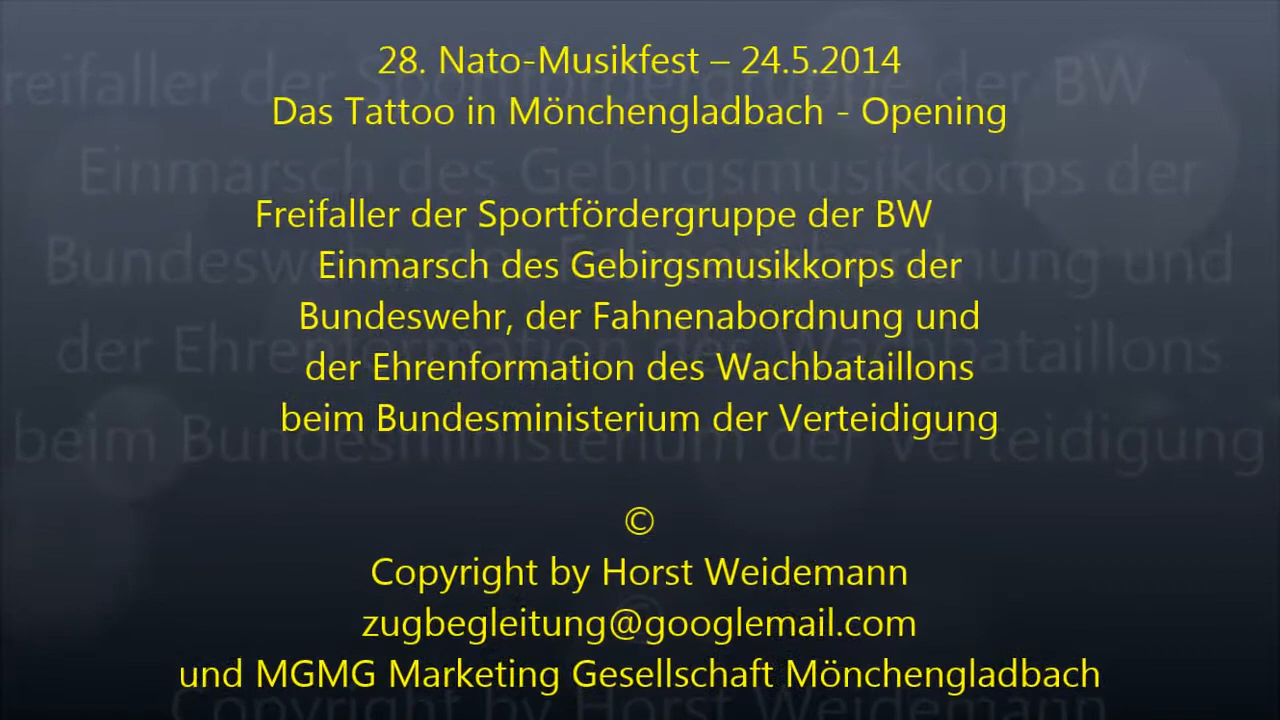 28. Nato-Musikfest – 24.5.2014
Das Tattoo in Mönchengladbach - Opening
Freifaller der Sportfördergruppe der BW
Einmarsch des Gebirgsmusikkorps der
Bundeswehr, der Fahnenabordnung und
der Ehrenformation des Wachbataillons
beim Bundesministerium der Verteidigung
©
Copyright by Horst Weidemann
zugbegleitung@googlemail.com
und MGMG Marketing Gesellschaft Mönchengladbach